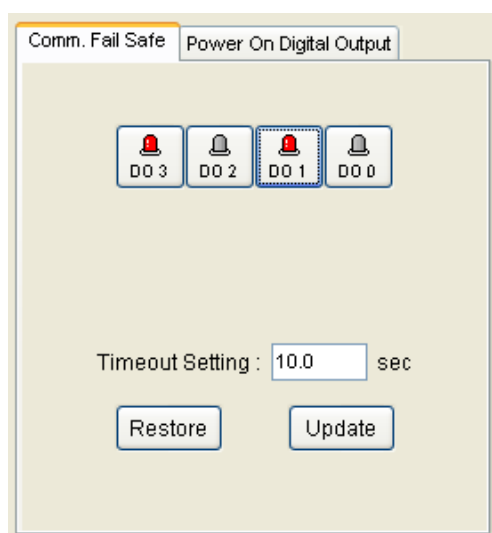 Comm. Fail Safe Power On Digital Output
DO 3 DO 2 DO 1 DO 0
Timeout Setting : 10.0 sec
Restore Update